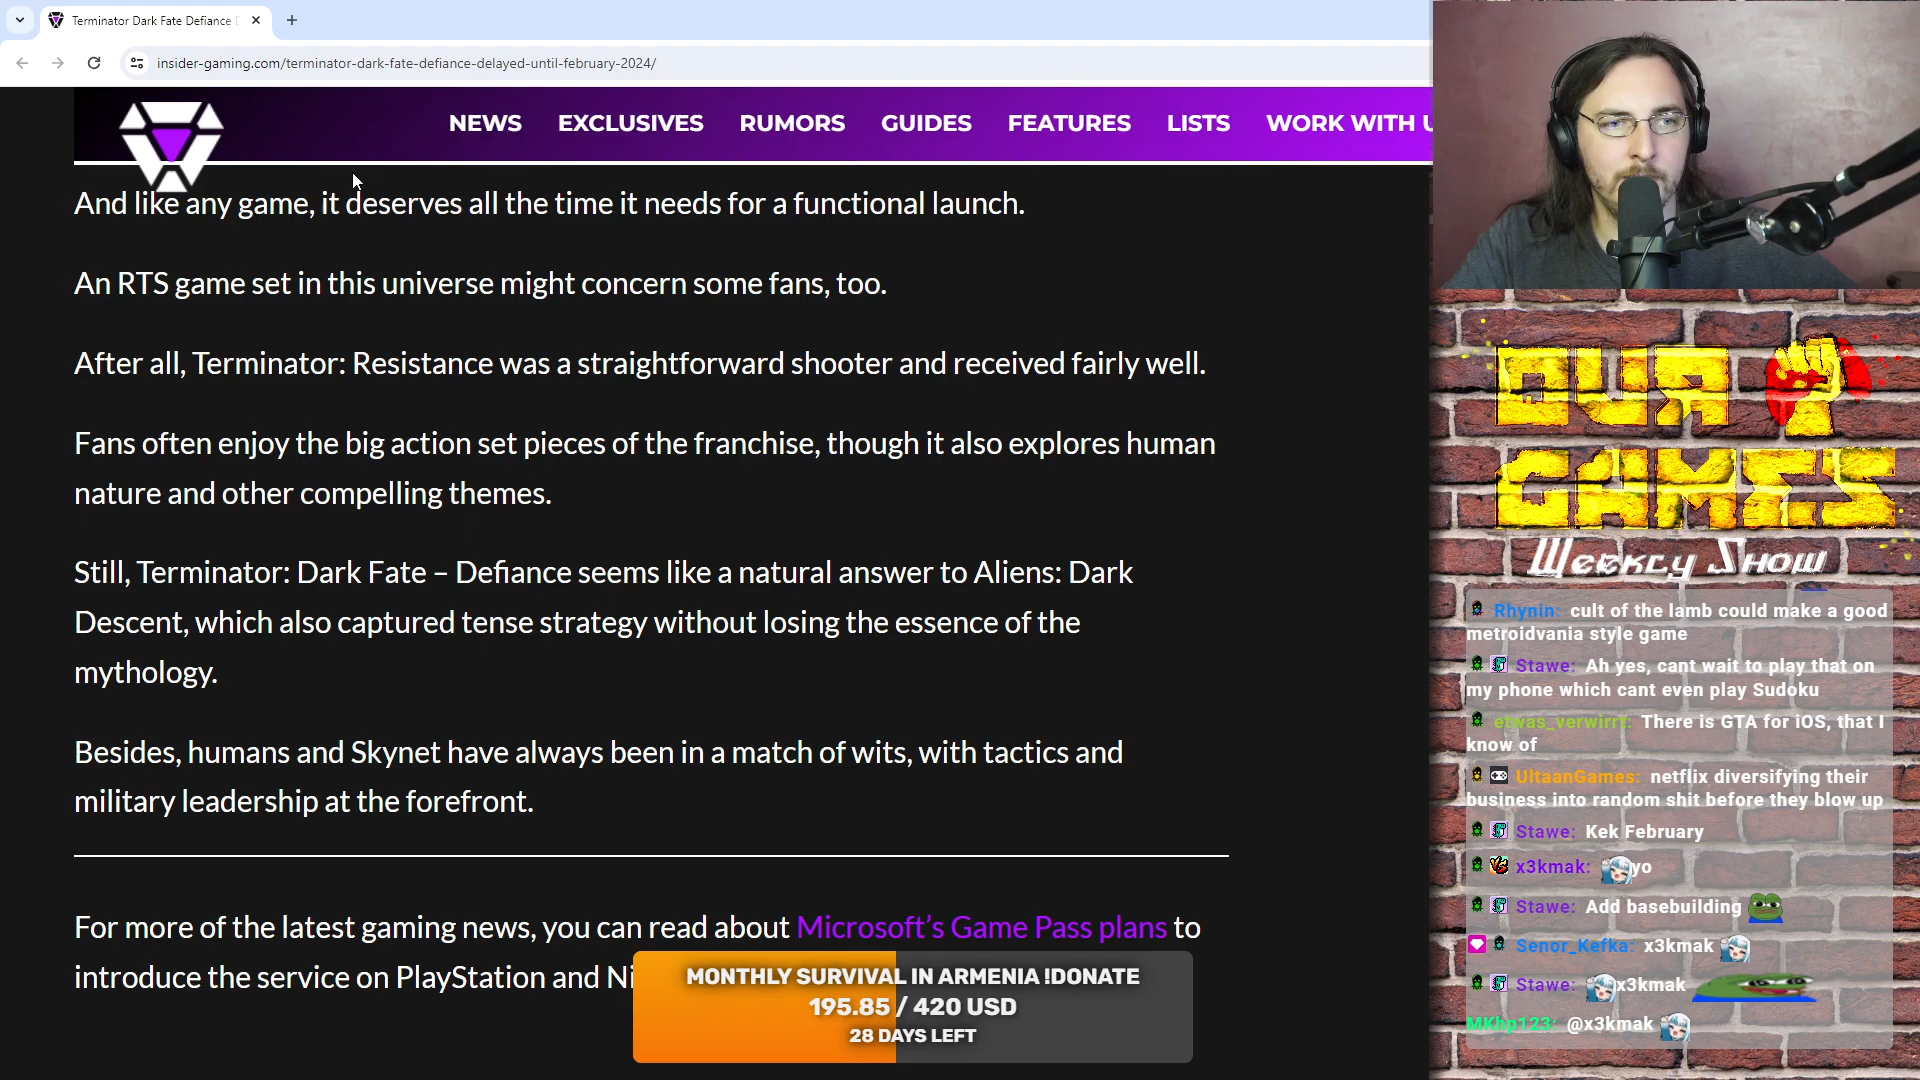 Terminator Dark Fate Defiance
insider-gaming.com/terminator-dark-fate-defiance-delayed-until-february-2024/
NEWS EXCLUSIVES RUMORS GUIDES FEATURES LISTS WORK WITH U
And like any game, it deserves all the time it needs for a functional launch.
An RTS game set in this universe might concern some fans, too.
After all, Terminator: Resistance was a straightforward shooter and received fairly well.
Fans often enjoy the big action set pieces of the franchise, though it also explores human
nature and other compelling themes.
Still, Terminator: Dark Fate – Defiance seems like a natural answer to Aliens: Dark
Descent, which also captured tense strategy without losing the essence of the
mythology.
Besides, humans and Skynet have always been in a match of wits, with tactics and
military leadership at the forefront.
For more of the latest gaming news, you can read about Microsoft’s Game Pass plans to
introduce the service on PlayStation and Ni
MONTHLY SURVIVAL IN ARMENIA !DONATE
195.85 / 420 USD
28 DAYS LEFT
OUR
GAMES
Weekly Show
Rhynin: cult of the lamb could make a good
metroidvania style game
Stawe: Ah yes, cant wait to play that on
my phone which cant even play Sudoku
etwas_verwirrt: There is GTA for iOS, that I
know of
UltaanGames: netflix diversifying their
business into random shit before they blow up
Stawe: Kek February
x3kmak: yo
Stawe: Add basebuilding
Senor_Kefka: x3kmak
Stawe: x3kmak
MKhp123: @x3kmak